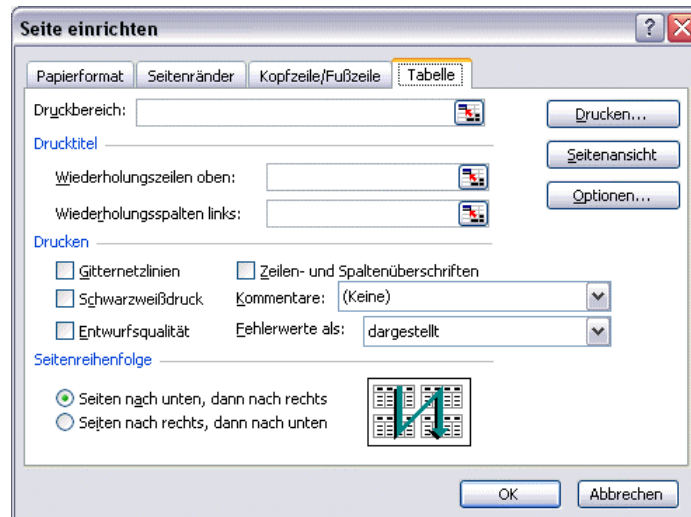 Seite einrichten
Papierformat Seitenränder Kopfzeile/Fußzeile Tabelle
Druckbereich: Drucken...
Drucktitel Seitenansicht
Wiederholungszeilen oben:
Optionen...
Wiederholungsspalten links:
Drucken
Gitternetzlinien Zeilen- und Spaltenüberschriften
Schwarzweißdruck Kommentare: (Keine)
Entwurfsqualität Fehlerwerte als: dargestellt
Seitenreihenfolge
Seiten nach unten, dann nach rechts
Seiten nach rechts, dann nach unten
OK Abbrechen